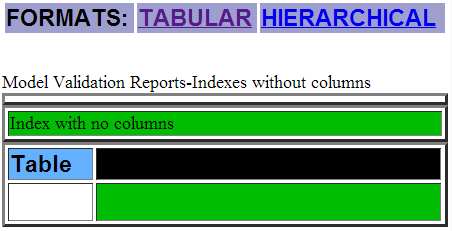 FORMATS: TABULAR HIERARCHICAL
Model Validation Reports-Indexes without columns
Index with no columns
Table